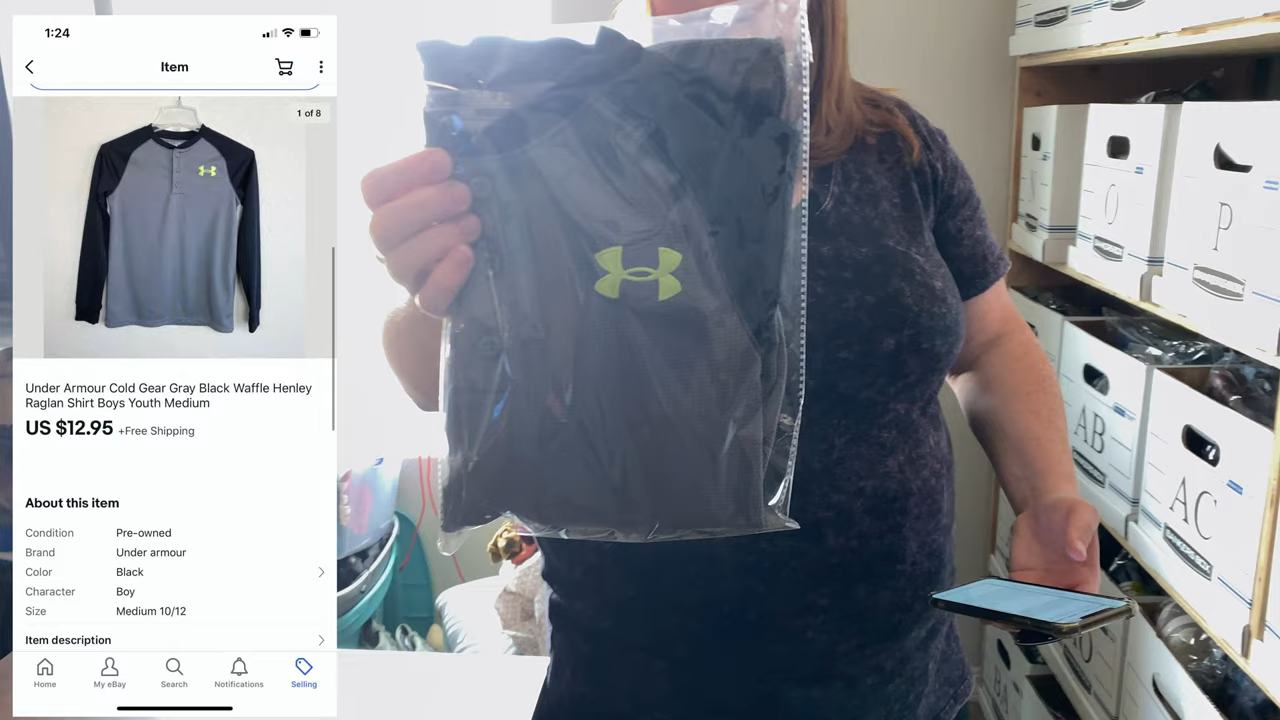 1:24
Item
1 of 8
Under Armour Cold Gear Gray Black Waffle Henley
Raglan Shirt Boys Youth Medium
US $12.95 +Free Shipping
About this item
Condition Pre-owned
Brand Under armour
Color Black
Character Boy
Size Medium 10/12
Item description
Home My eBay Search Notifications Selling
O
P
AB
AC